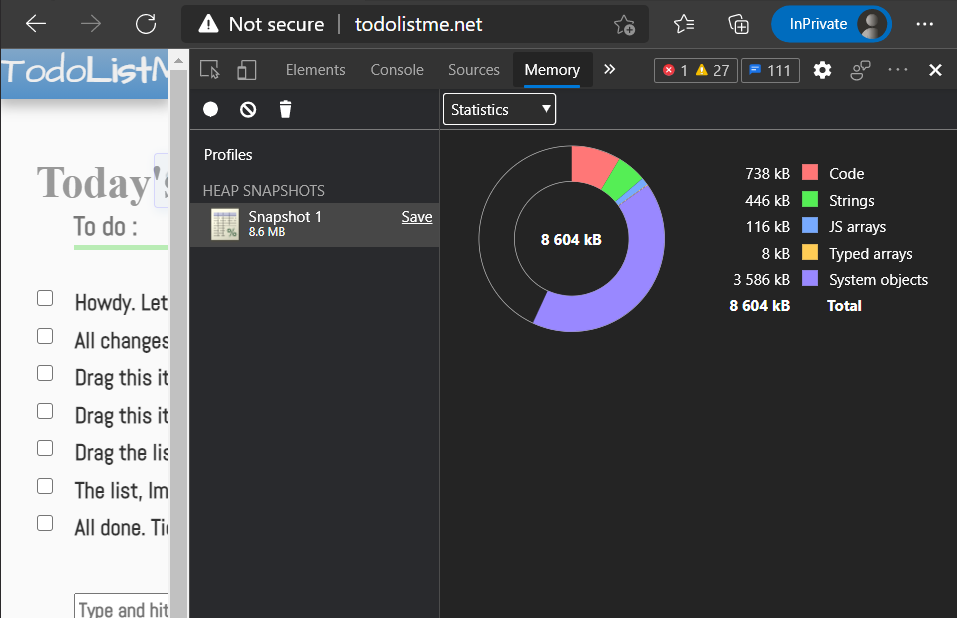 Not secure | todolistme.net
InPrivate
TodoListM
Elements Console Sources Memory 1 27 111
Statistics
Today's
To do :
Howdy. Let
All changes
Drag this it
Drag this it
Drag the lis
The list, Im
All done. Tic
Type and hit
Profiles
HEAP SNAPSHOTS
Snapshot 1 Save
8.6 MB
8 604 kB
738 kB Code
446 kB Strings
116 kB JS arrays
8 kB Typed arrays
3 586 kB System objects
8 604 kB Total